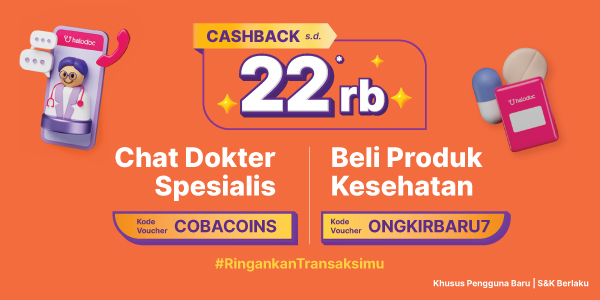 CASHBACK s.d.
22*rb
halodoc
halodoc
Chat Dokter
Spesialis
Kode
Voucher
COBACOINS
Beli Produk
Kesehatan
Kode
Voucher
ONGKIRBARU7
#RingankanTransaksimu
Khusus Pengguna Baru | S&K Berlaku